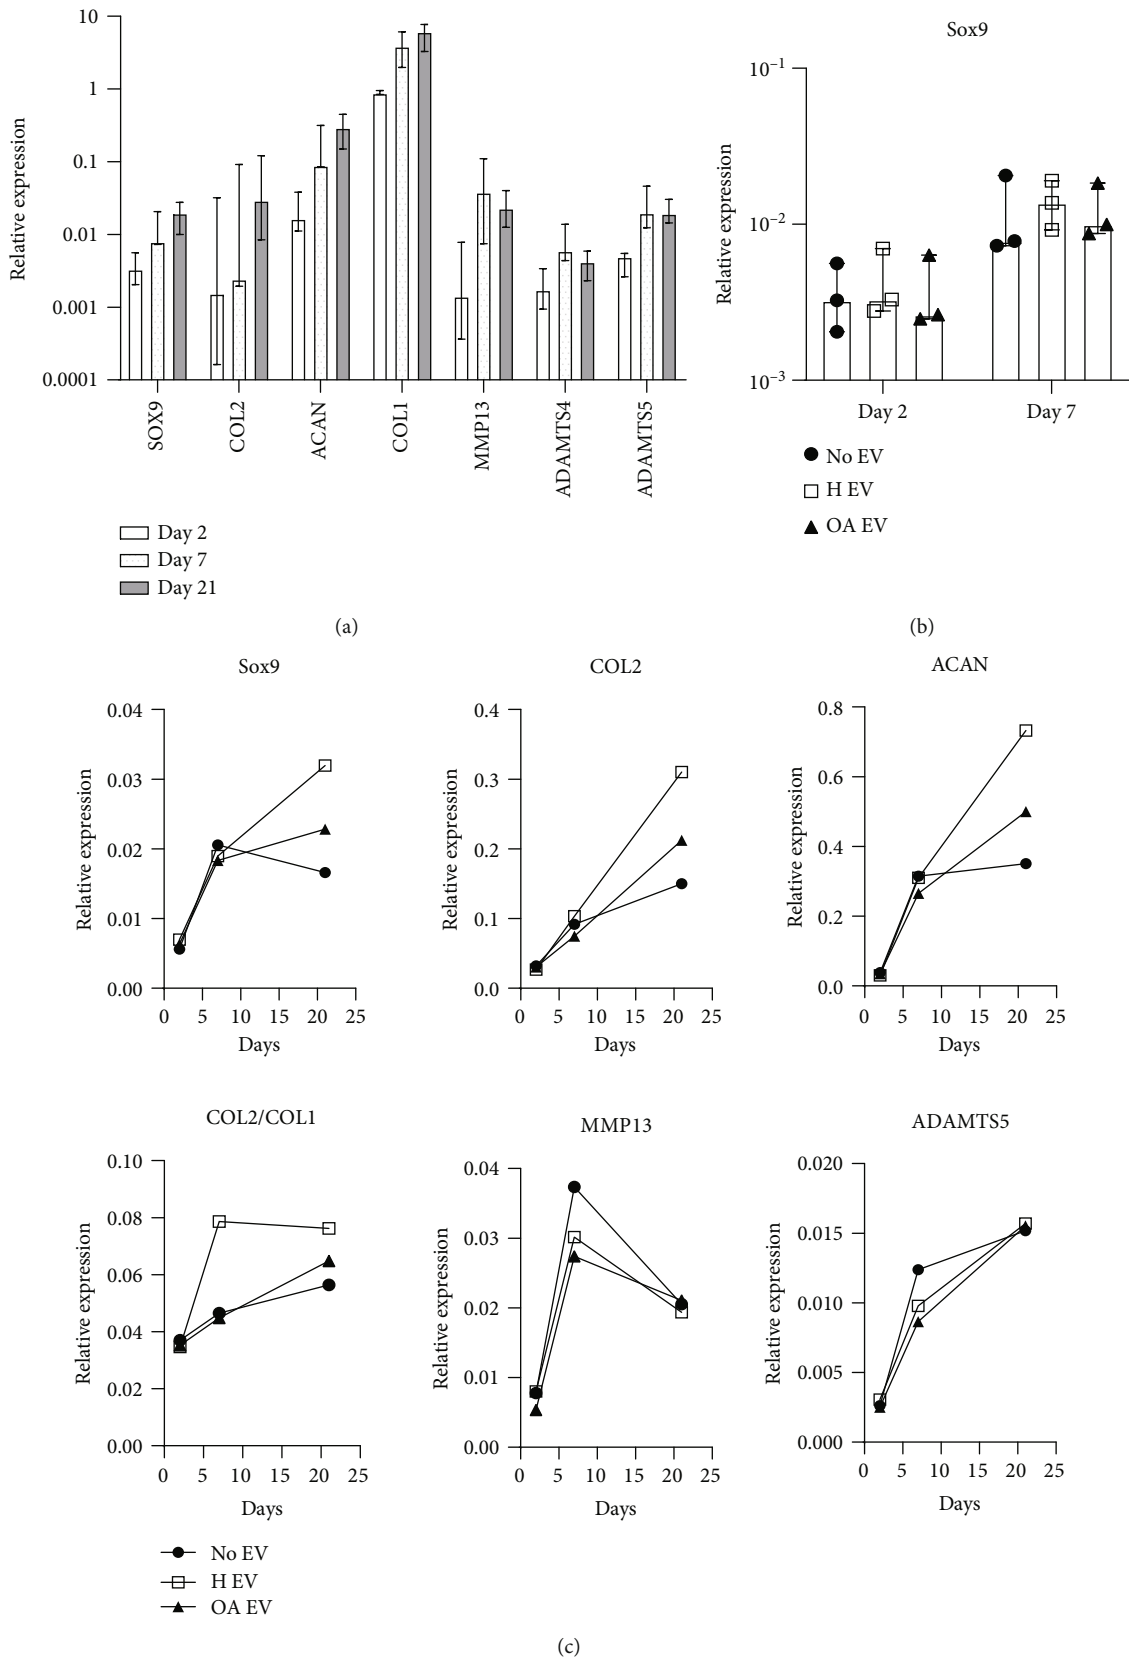 10
1
0.1
0.01
0.001
0.0001
Relative expression
SOX9
COL2
ACAN
COL1
MMP13
ADAMTS4
ADAMTS5
Day 2
Day 7
Day 21
(a)
Sox9
10⁻¹
10⁻²
10⁻³
Relative expression
Day 2
Day 7
No EV
H EV
OA EV
(b)
Sox9
0.04
0.03
0.02
0.01
0.00
Relative expression
0 5 10 15 20 25
Days
COL2
0.4
0.3
0.2
0.1
0.0
Relative expression
0 5 10 15 20 25
Days
ACAN
0.8
0.6
0.4
0.2
0.0
Relative expression
0 5 10 15 20 25
Days
COL2/COL1
0.10
0.08
0.06
0.04
0.02
0.00
Relative expression
0 5 10 15 20 25
Days
MMP13
0.04
0.03
0.02
0.01
0.00
Relative expression
0 5 10 15 20 25
Days
ADAMTS5
0.020
0.015
0.010
0.005
0.000
Relative expression
0 5 10 15 20 25
Days
No EV
H EV
OA EV
(c)